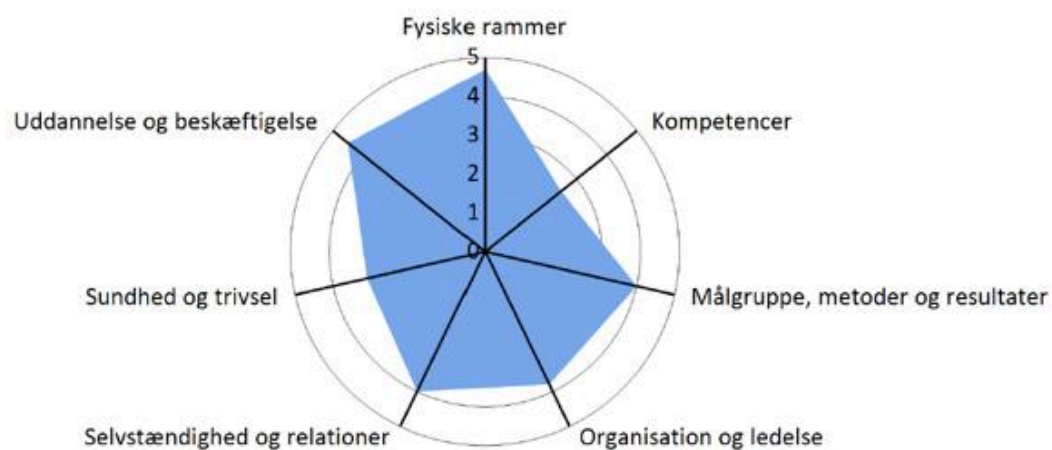 Fysiske rammer
5
4
3
2
1
0
Uddannelse og beskæftigelse
Kompetencer
Sundhed og trivsel
Målgruppe, metoder og resultater
Selvstændighed og relationer
Organisation og ledelse